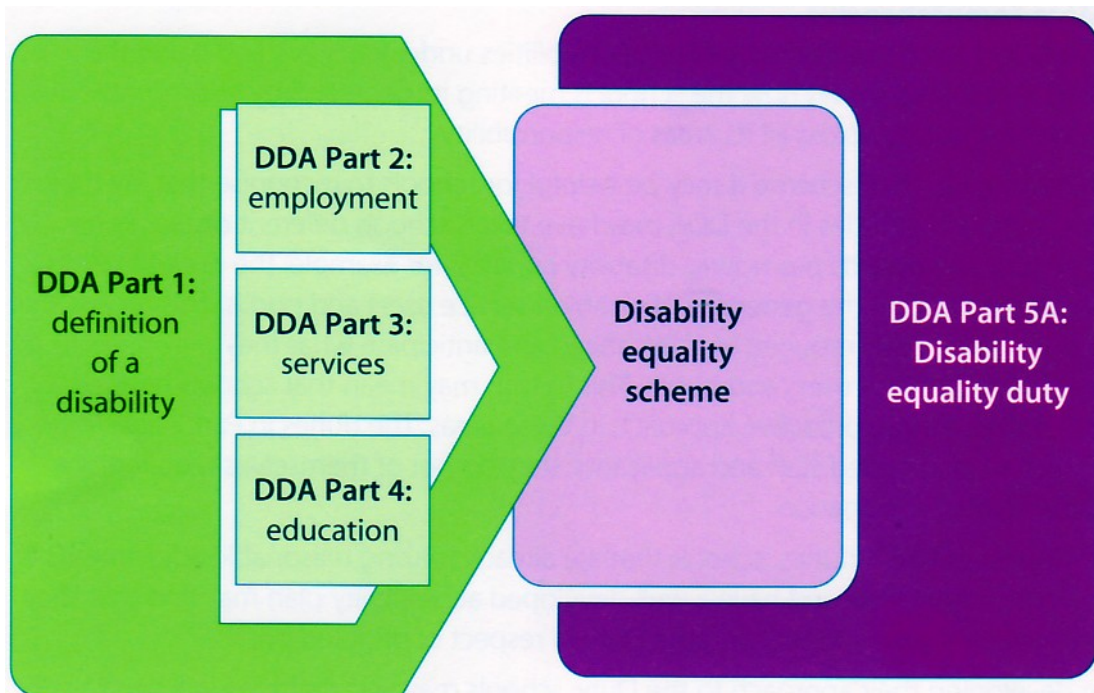 DDA Part 1:
definition
of a
disability
DDA Part 2:
employment
DDA Part 3:
services
DDA Part 4:
education
Disability
equality
scheme
DDA Part 5A:
Disability
equality duty